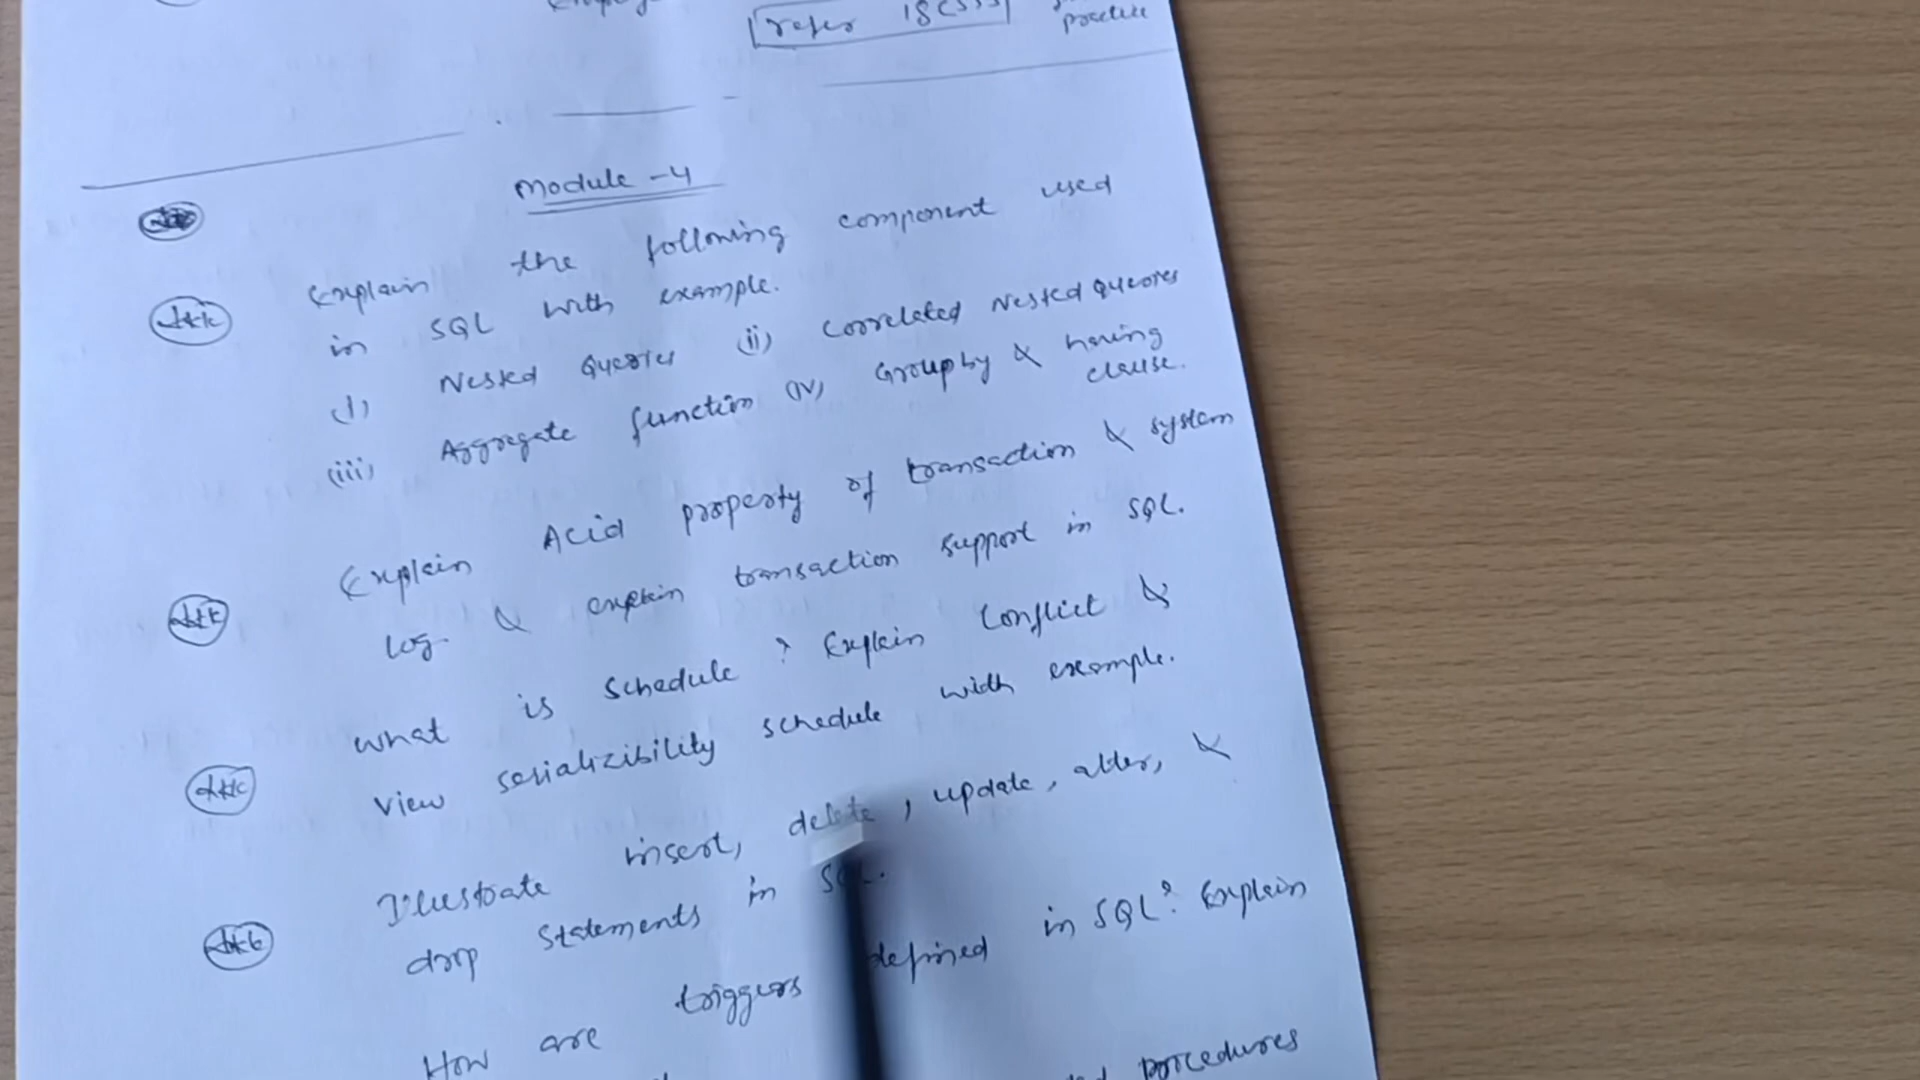 refer 18CS53
practice
Module - 4
Explain the following component used
in SQL with example.
(i) Nested Queries (ii) Correlated Nested Queries
(iii) Aggregate function (iv) Group by & having
clause.
Explain Acid property of transaction & system
log. & explain transaction support in SQL.
What is schedule? Explain Conflict &
View serializibility schedule with example.
Illustrate insert, delete, update, alter, &
drop statements in SQL.
How are triggers defined in SQL? Explain
procedures